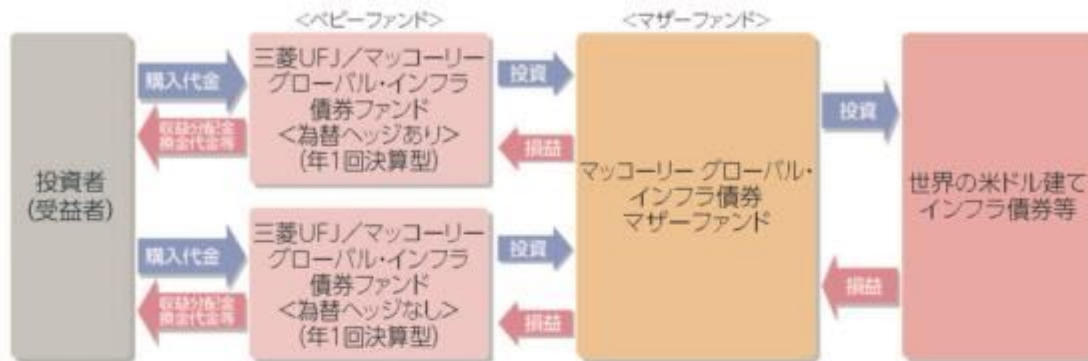 <ベビーファンド>
<マザーファンド>
投資者
(受益者)
購入代金
収益分配金
換金代金等
三菱UFJ/マッコーリー
グローバル・インフラ
債券ファンド
<為替ヘッジあり>
(年1回決算型)
投資
損益
購入代金
収益分配金
換金代金等
三菱UFJ/マッコーリー
グローバル・インフラ
債券ファンド
<為替ヘッジなし>
(年1回決算型)
投資
損益
マッコーリー グローバル・
インフラ債券
マザーファンド
投資
損益
世界の米ドル建て
インフラ債券等